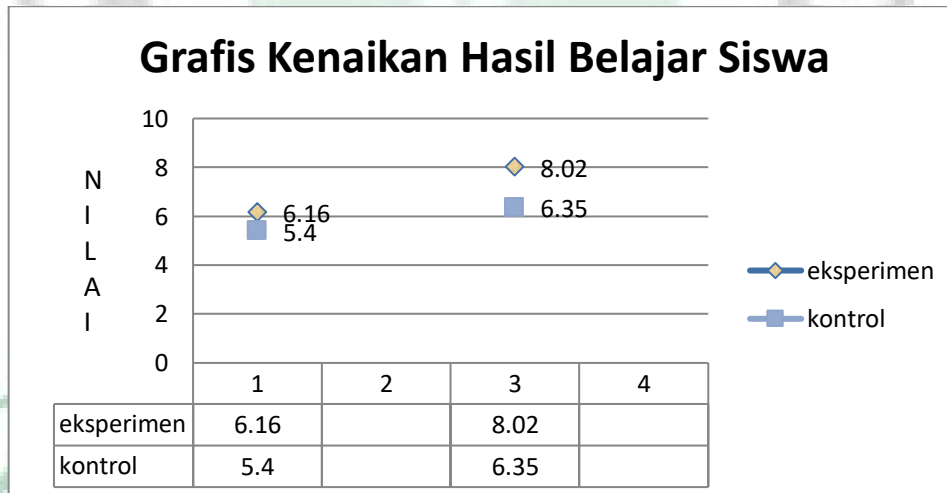 Grafis Kenaikan Hasil Belajar Siswa
NILAI
10
8
6
4
2
0
6.16
5.4
8.02
6.35
eksperimen
kontrol
1 2 3 4
eksperimen 6.16 8.02
kontrol 5.4 6.35